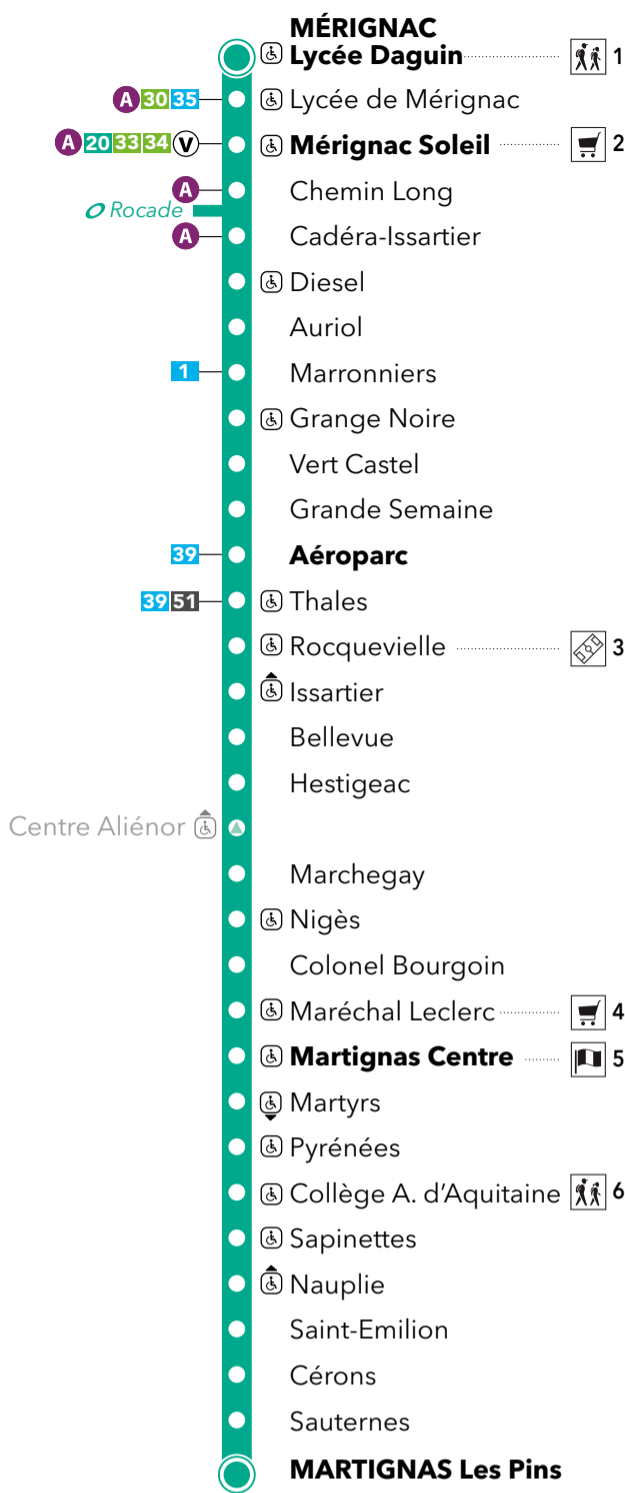 MÉRIGNAC
Lycée Daguin 1
A 30 35 Lycée de Mérignac
A 20 33 34 V Mérignac Soleil 2
A Chemin Long
Rocade
A Cadéra-Issartier
Diesel
Auriol
1 Marronniers
Grange Noire
Vert Castel
Grande Semaine
39 Aéroparc
39 51 Thales
Rocquevielle 3
Issartier
Bellevue
Hestigeac
Centre Aliénor
Marchegay
Nigès
Colonel Bourgoin
Maréchal Leclerc 4
Martignas Centre 5
Martyrs
Pyrénées
Collège A. d’Aquitaine 6
Sapinettes
Nauplie
Saint-Emilion
Cérons
Sauternes
MARTIGNAS Les Pins